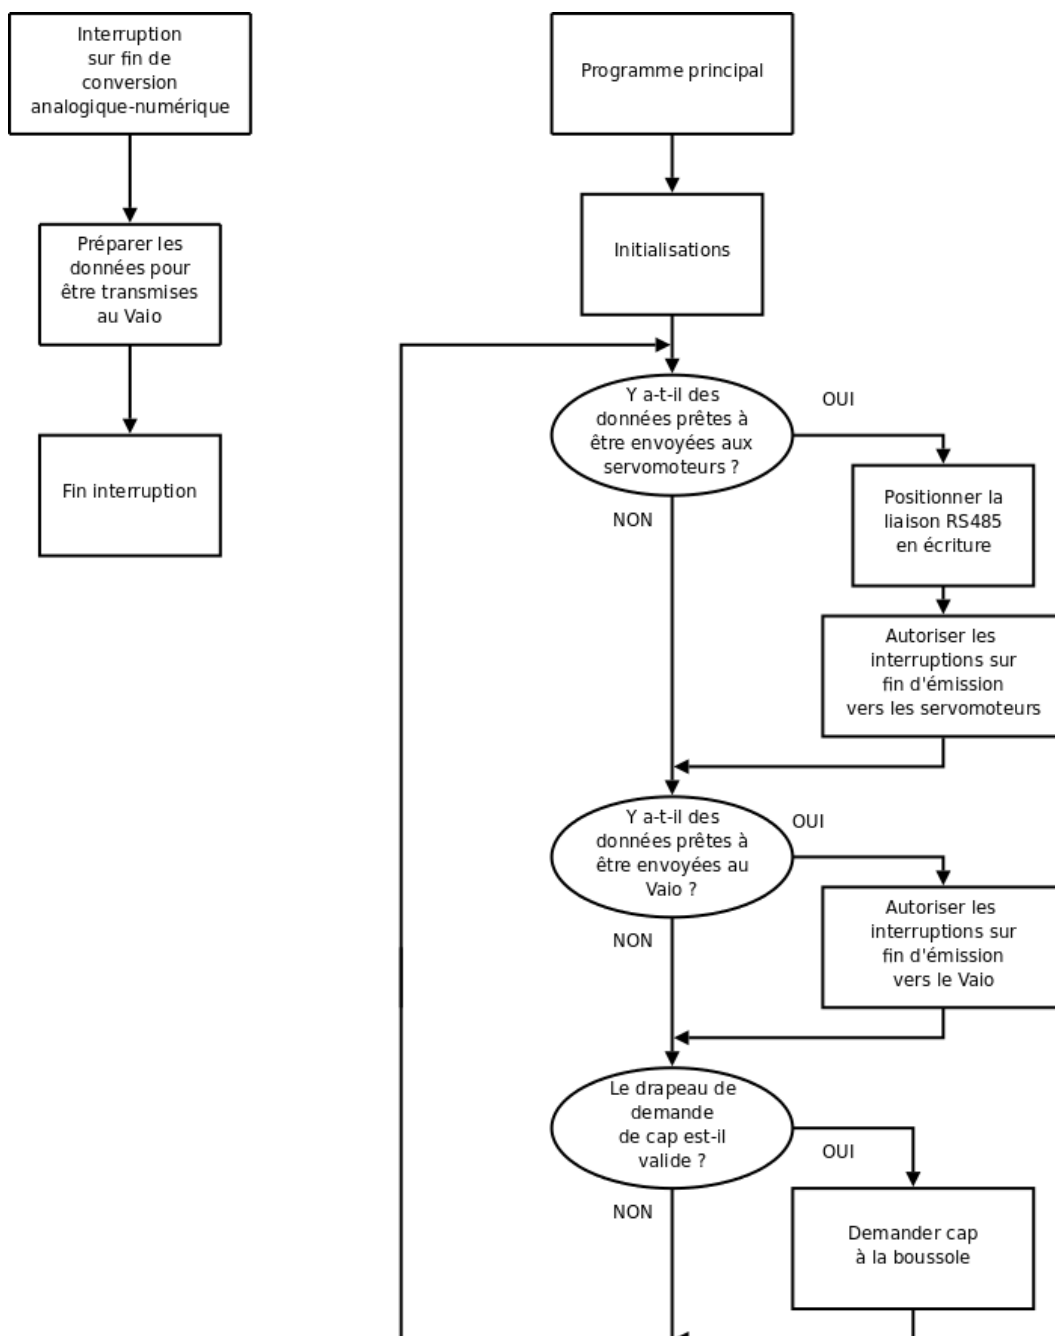 Interruption
sur fin de
conversion
analogique-numérique
Préparer les
données pour
être transmises
au Vaio
Fin interruption
Programme principal
Initialisations
Y a-t-il des
données prêtes à
être envoyées aux
servomoteurs ?
OUI
NON
Positionner la
liaison RS485
en écriture
Autoriser les
interruptions sur
fin d'émission
vers les servomoteurs
Y a-t-il des
données prêtes à
être envoyées au
Vaio ?
OUI
NON
Autoriser les
interruptions sur
fin d'émission
vers le Vaio
Le drapeau de
demande
de cap est-il
valide ?
OUI
NON
Demander cap
à la boussole